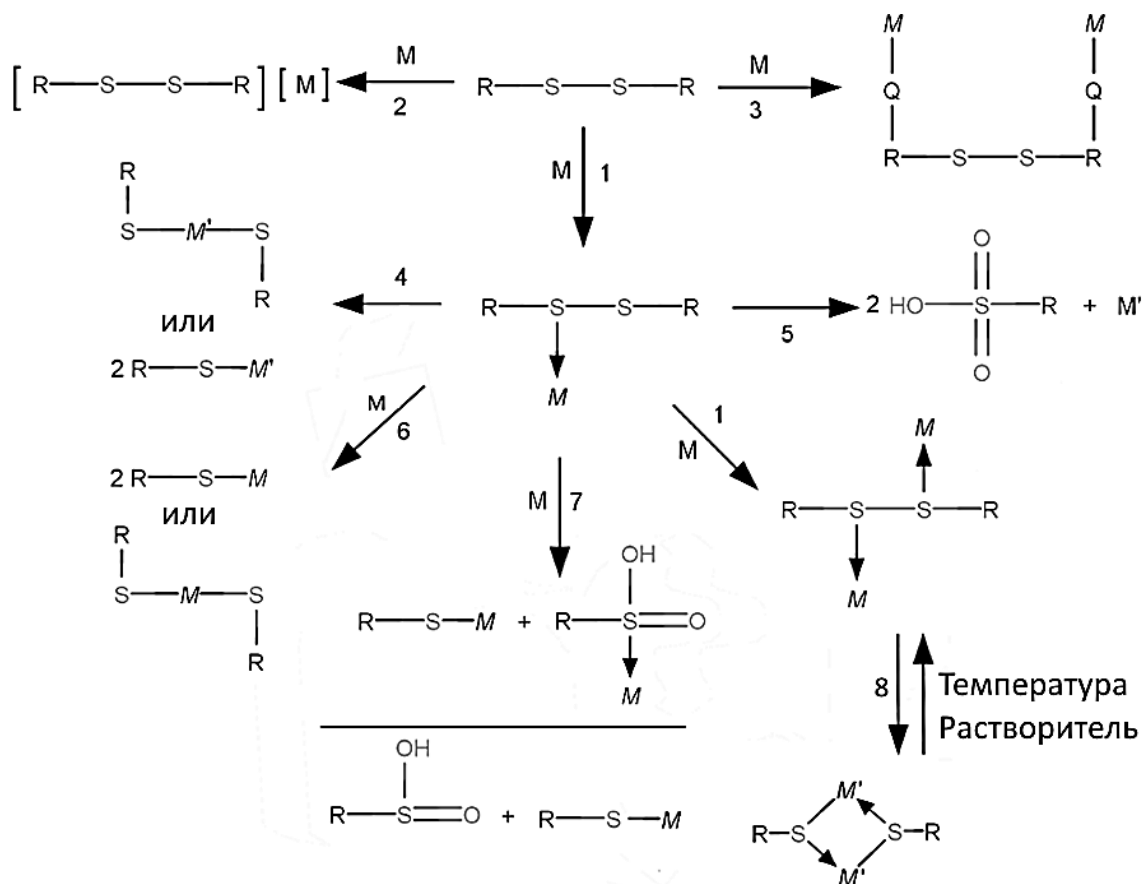 M
M
M
[ R—S—S—R ] [ M ]
M
R—S—S—R
M
Q
Q
2
3
R—S—S—R
M
1
R
S—M'—S
R
4
R—S—S—R
5
2
O
HO—S—R + M'
O
или
2 R—S—M'
M
M
6
1
M
M
2 R—S—M
или
M
7
R—S—S—R
R
OH
M
S—M—S
R—S—M + R—S=O
R
M
8
Температура
Растворитель
OH
R—S=O + R—S—M
M'
R—S
S—R
M'